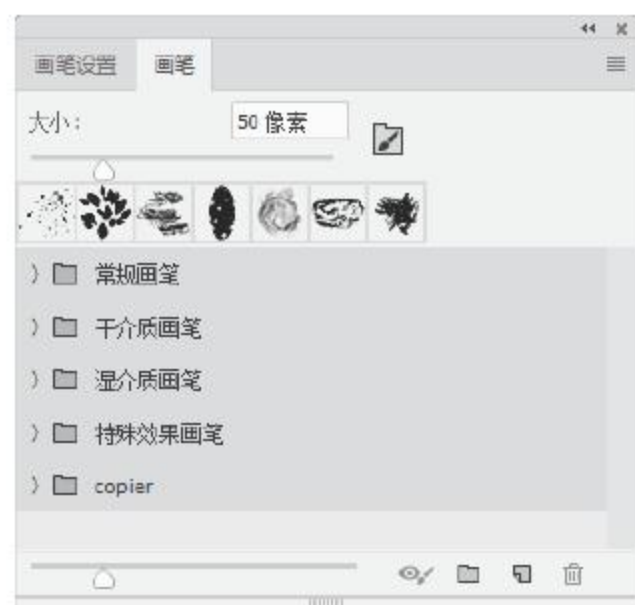 画笔设置 画笔
大小: 50 像素
常规画笔
干介质画笔
湿介质画笔
特殊效果画笔
copier